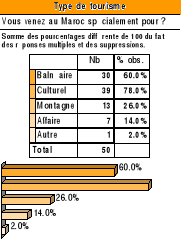 Type de tourisme
Vous venez au Maroc sp cialement pour ?
Somme des pourcentages diff rente de 100 du fat
des r ponses multiples et des suppressions.
Nb % obs.
Baln aire 30 60.0%
Culturel 39 78.0%
Montagne 13 26.0%
Affaire 7 14.0%
Autre 1 2.0%
Total 50
60.0%
26.0%
14.0%
2.0%